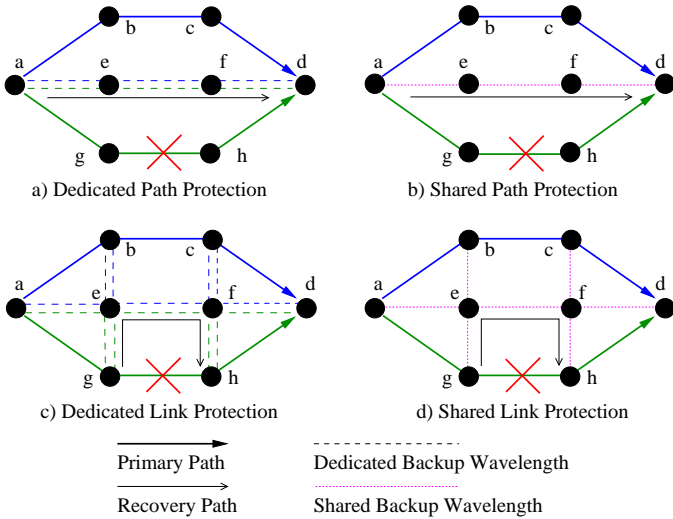 b c b c
a e f d a e f d
g h g h
a) Dedicated Path Protection b) Shared Path Protection
b c b c
a e f d a e f d
g h g h
c) Dedicated Link Protection d) Shared Link Protection
Primary Path Dedicated Backup Wavelength
Recovery Path Shared Backup Wavelength